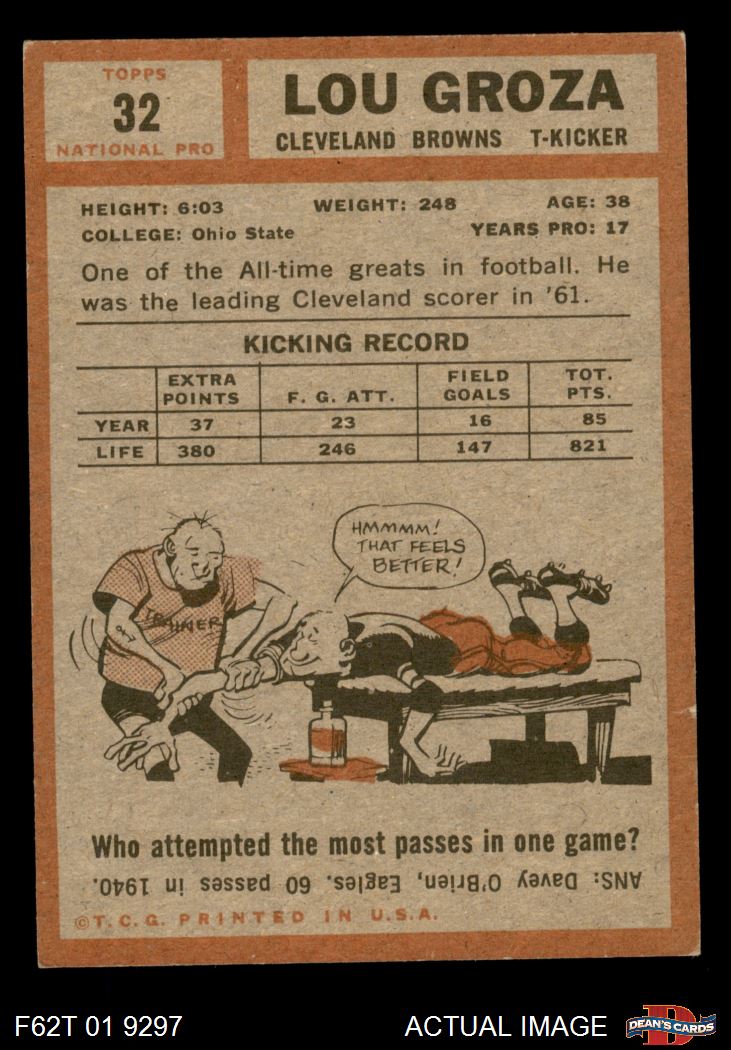 TOPPS
32
NATIONAL PRO
LOU GROZA
CLEVELAND BROWNS T-KICKER
HEIGHT: 6:03 WEIGHT: 248 AGE: 38
COLLEGE: Ohio State YEARS PRO: 17
One of the All-time greats in football. He
was the leading Cleveland scorer in '61.
KICKING RECORD
EXTRA POINTS F. G. ATT. FIELD GOALS TOT. PTS.
YEAR 37 23 16 85
LIFE 380 246 147 821
HMMMMM!
THAT FEELS
BETTER!
TRAINER
Who attempted the most passes in one game?
ANS: Davey O'Brien, Eagles. 60 passes in 1940.
©T.C.G. PRINTED IN U.S.A.
F62T 01 9297 ACTUAL IMAGE
D
DEAN'S CARDS